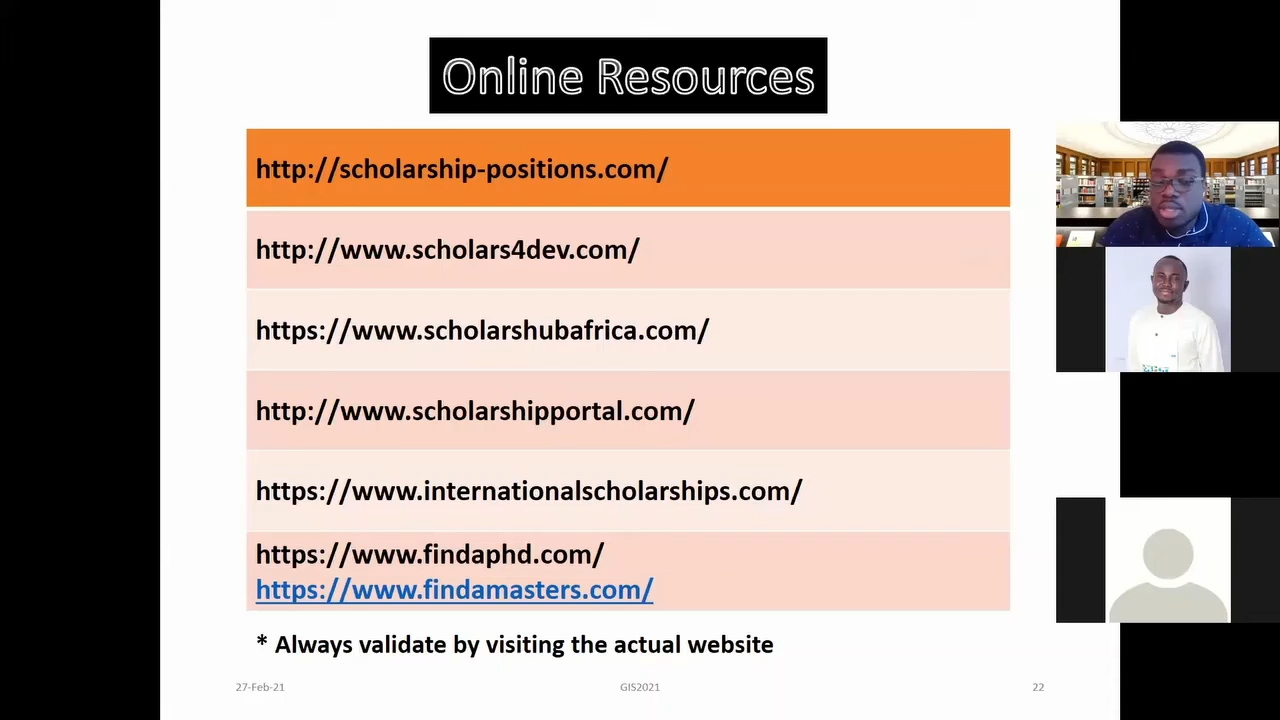 Online Resources
http://scholarship-positions.com/
http://www.scholars4dev.com/
https://www.scholarshubafrica.com/
http://www.scholarshipportal.com/
https://www.internationalscholarships.com/
https://www.findaphd.com/
https://www.findamasters.com/
* Always validate by visiting the actual website
27-Feb-21
GIS2021
22